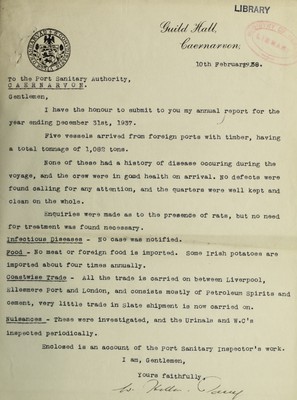 LIBRARY
Guild Hall,
Caernarvon,
10th February, 38.
To the Port Sanitary Authority,
CAERNARVON.
Gentlemen,
I have the honour to submit to you my annual report for the
year ending December 31st, 1937.
Five vessels arrived from foreign ports with timber, having
a total tonnage of 1,082 tons.
None of these had a history of disease occuring during the
voyage, and the crew were in good health on arrival. No defects were
found calling for any attention, and the quarters were well kept and
clean on the whole.
Enquiries were made as to the presence of rats, but no need
for treatment was found necessary.
Infectious Diseases - No case was notified.
Food - No meat or foreign food is imported. Some Irish potatoes are
imported about four times annually.
Coastwise Trade - All the trade is carried on between Liverpool,
Ellesmere Port and London, and consists mostly of Petroleum Spirits and
cement, very little trade in Slate shipment is now carried on.
Nuisances - These were investigated, and the Urinals and W.C's
inspected periodically.
Enclosed is an account of the Port Sanitary Inspector's work.
I am, Gentlemen,
Yours faithfully,